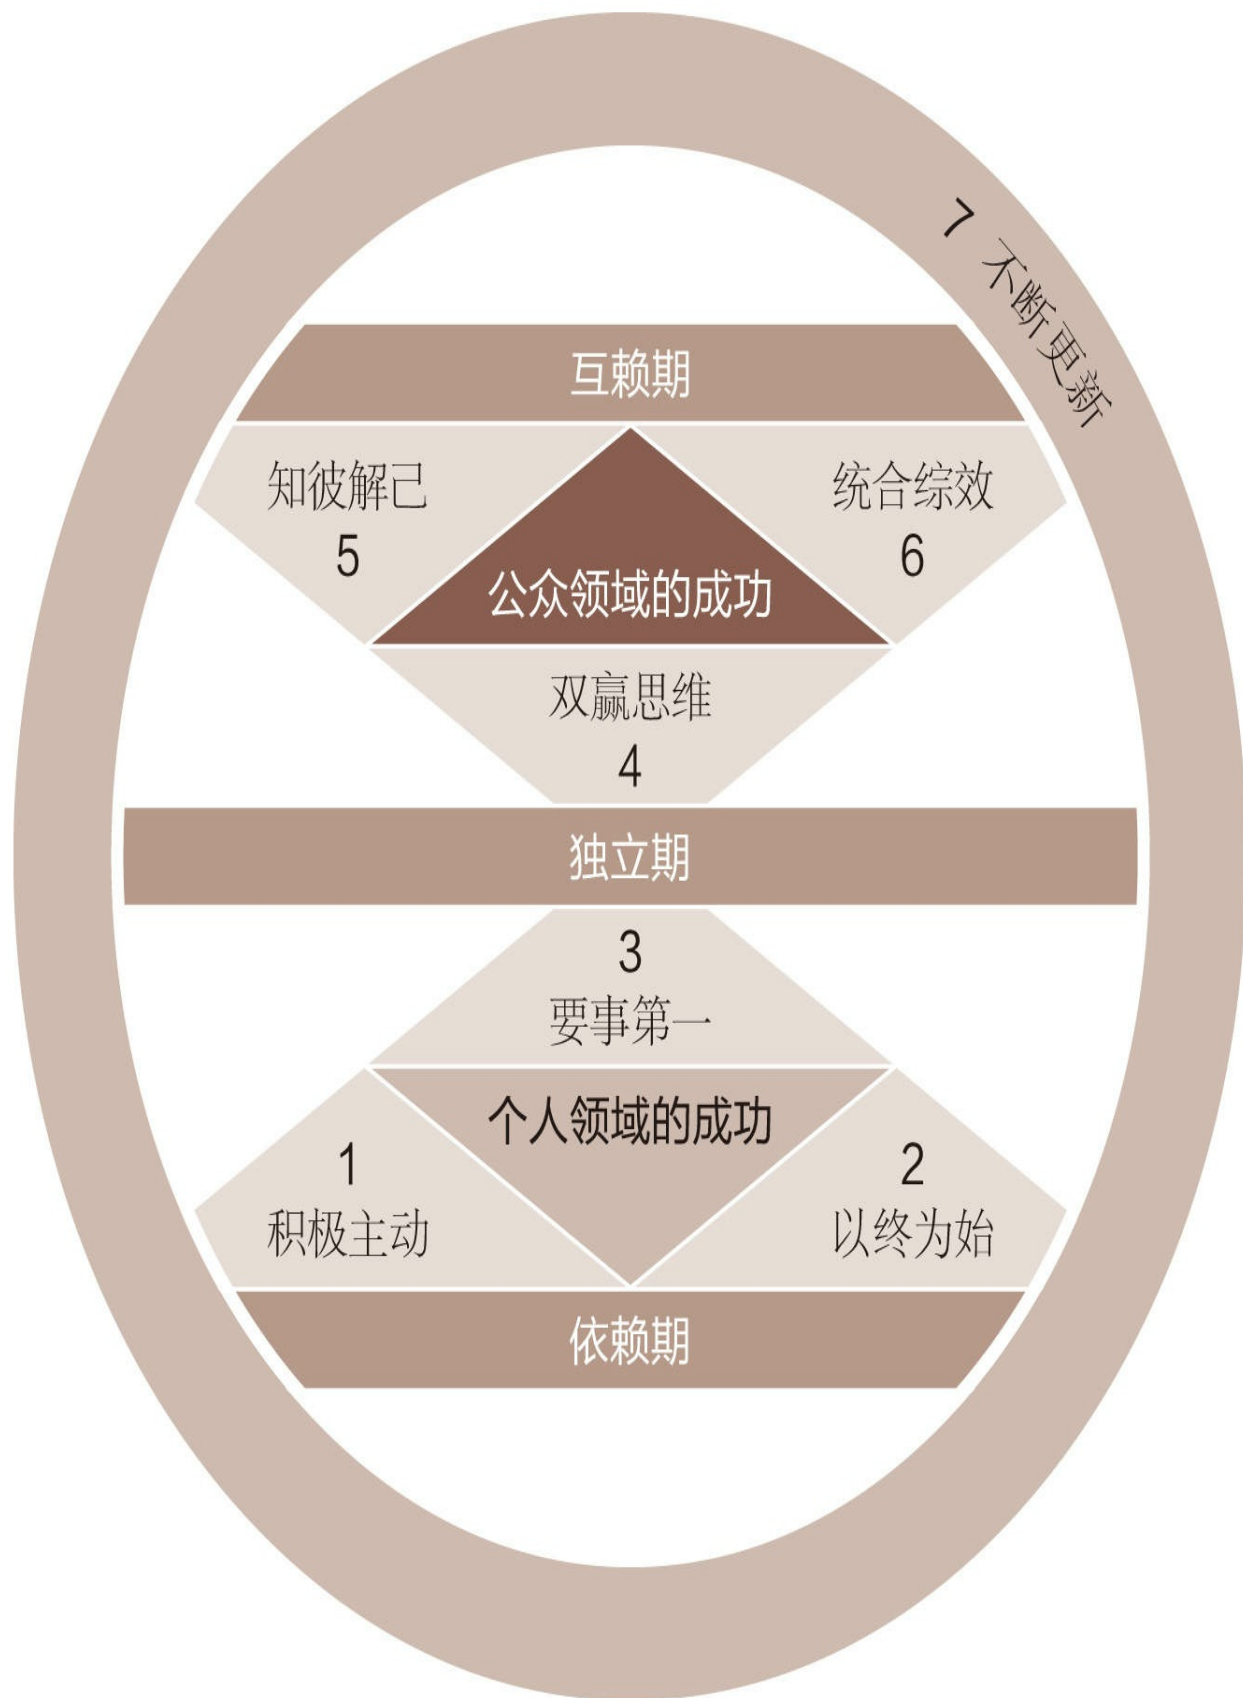 7 不断更新
互赖期
知彼解己
5
统合综效
6
公众领域的成功
双赢思维
4
独立期
3
要事第一
个人领域的成功
1
积极主动
2
以终为始
依赖期